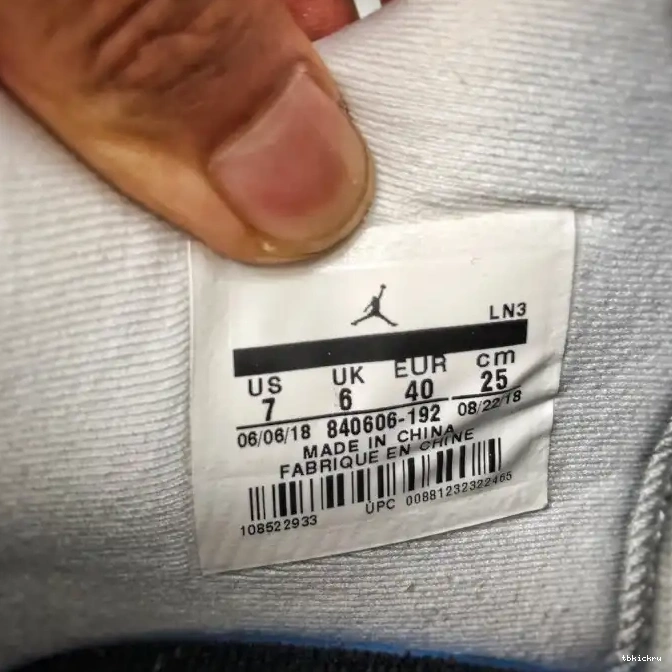 LN3
US UK EUR cm
7 6 40 25
06/06/18 840606-192 08/22/18
MADE IN CHINA
FABRIQUE EN CHINE
108522933 UPC 00881232322465
tbkickru